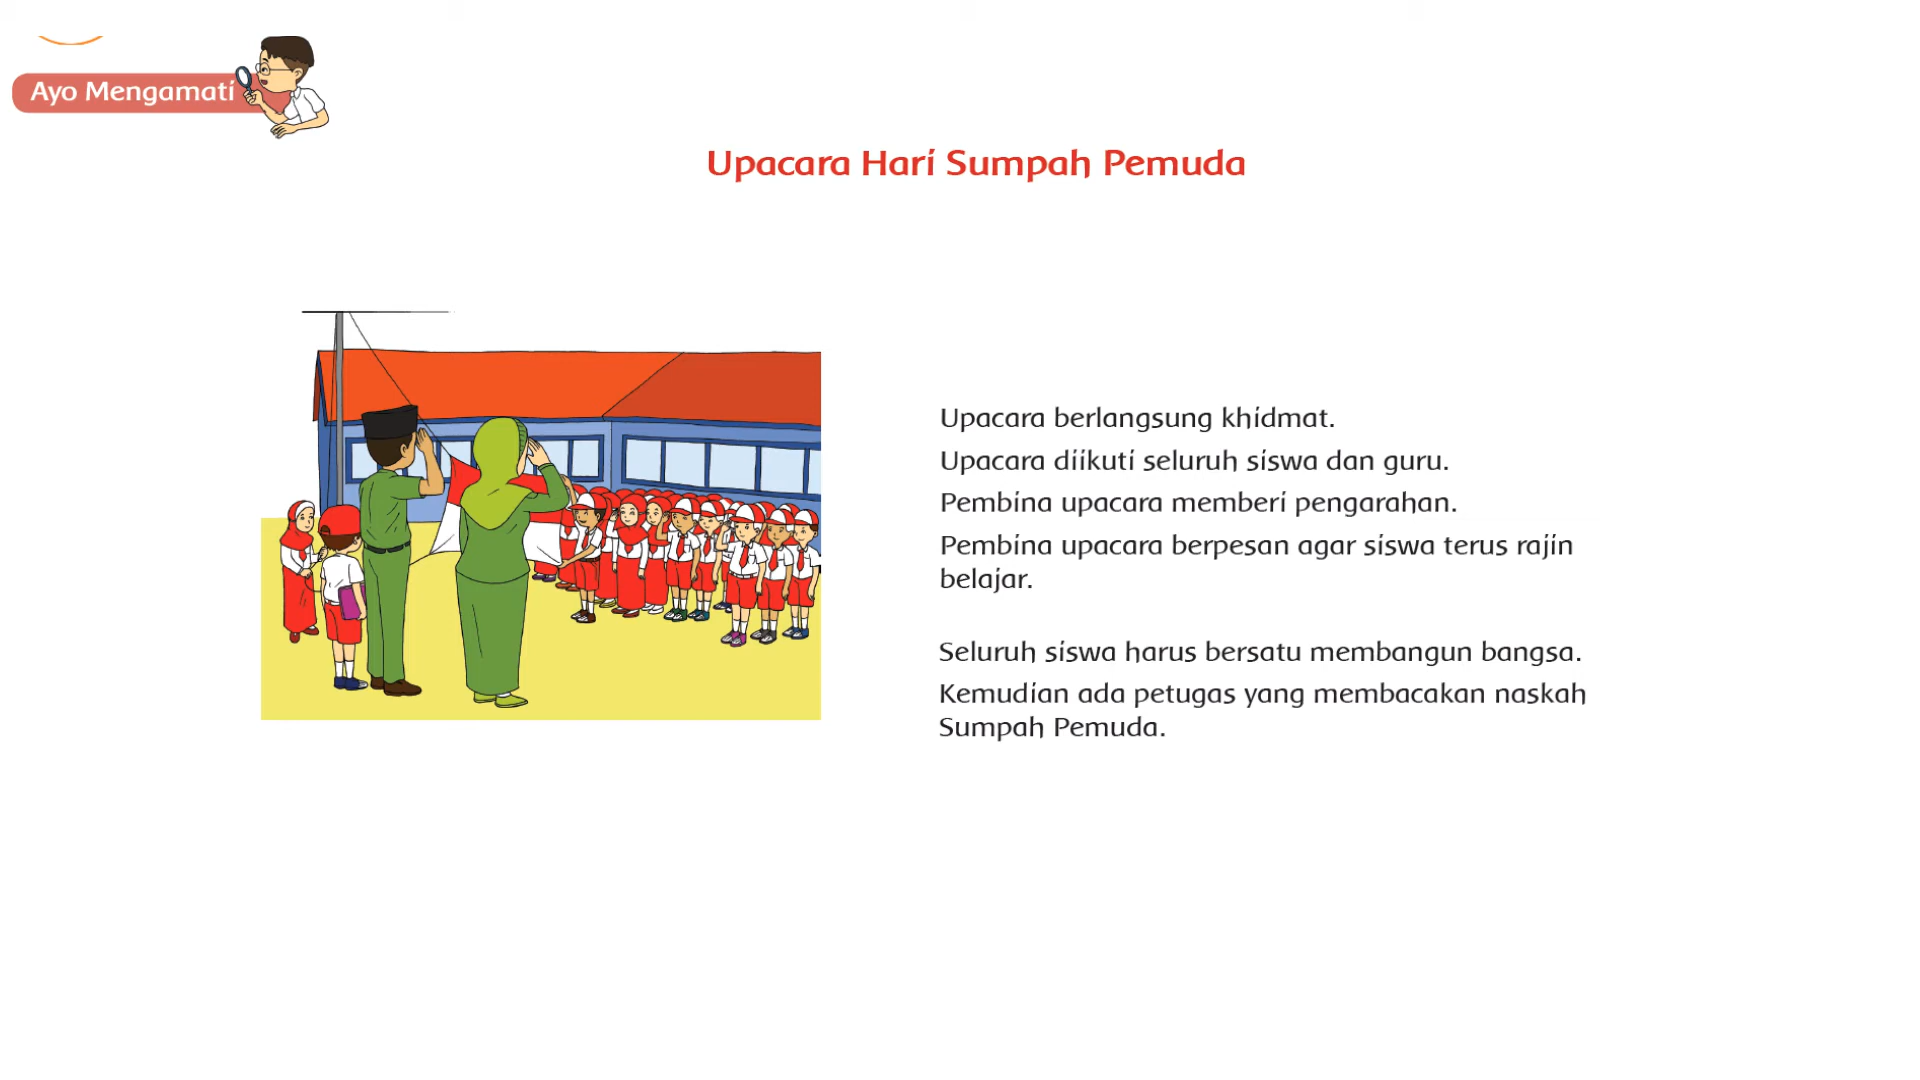 Ayo Mengamati
Upacara Hari Sumpah Pemuda
Upacara berlangsung khidmat.
Upacara diikuti seluruh siswa dan guru.
Pembina upacara memberi pengarahan.
Pembina upacara berpesan agar siswa terus rajin
belajar.
Seluruh siswa harus bersatu membangun bangsa.
Kemudian ada petugas yang membacakan naskah
Sumpah Pemuda.